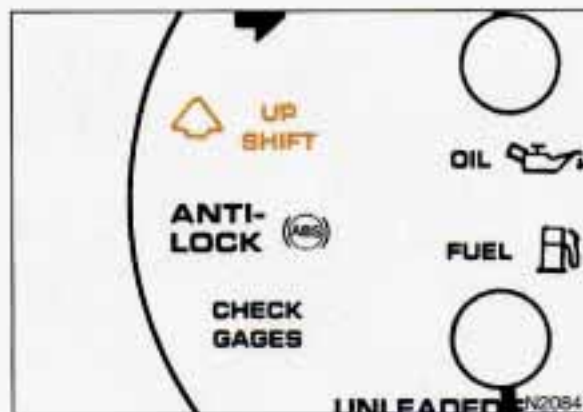 UP
SHIFT
OIL
ANTI-
LOCK
(ABS)
FUEL
CHECK
GAGES
UNLEADED
N2084